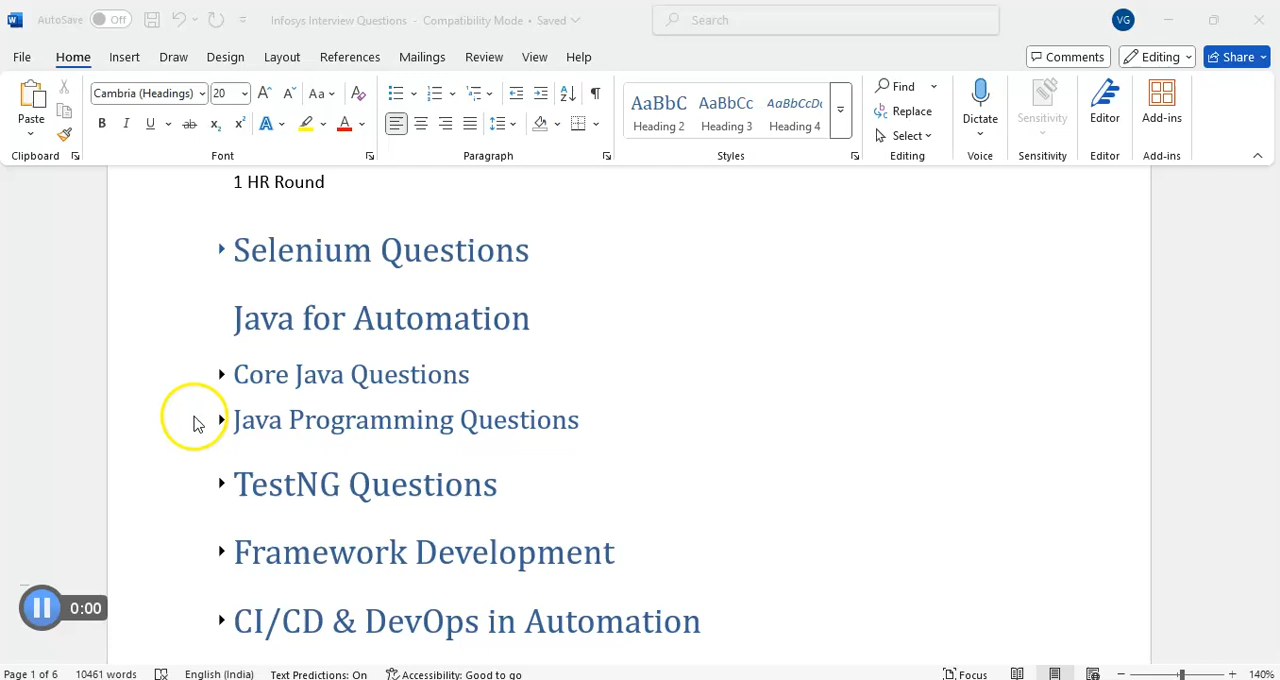 AutoSave Off Infosys Interview Questions - Compatibility Mode • Saved Search VG
File Home Insert Draw Design Layout References Mailings Review View Help Comments Editing Share
Paste Cambria (Headings) 20 A A Aa A AaBbC AaBbCc AaBbCcDc Find Dictate Sensitivity Editor Add-ins
Heading 2 Heading 3 Heading 4 Replace
B I U ab x₂ x² A A Select
Clipboard Font Paragraph Styles Editing Voice Sensitivity Editor Add-ins
1 HR Round
Selenium Questions
Java for Automation
Core Java Questions
Java Programming Questions
TestNG Questions
Framework Development
0:00
CI/CD & DevOps in Automation
Page 1 of 6 10461 words English (India) Text Predictions: On Accessibility: Good to go Focus 140%